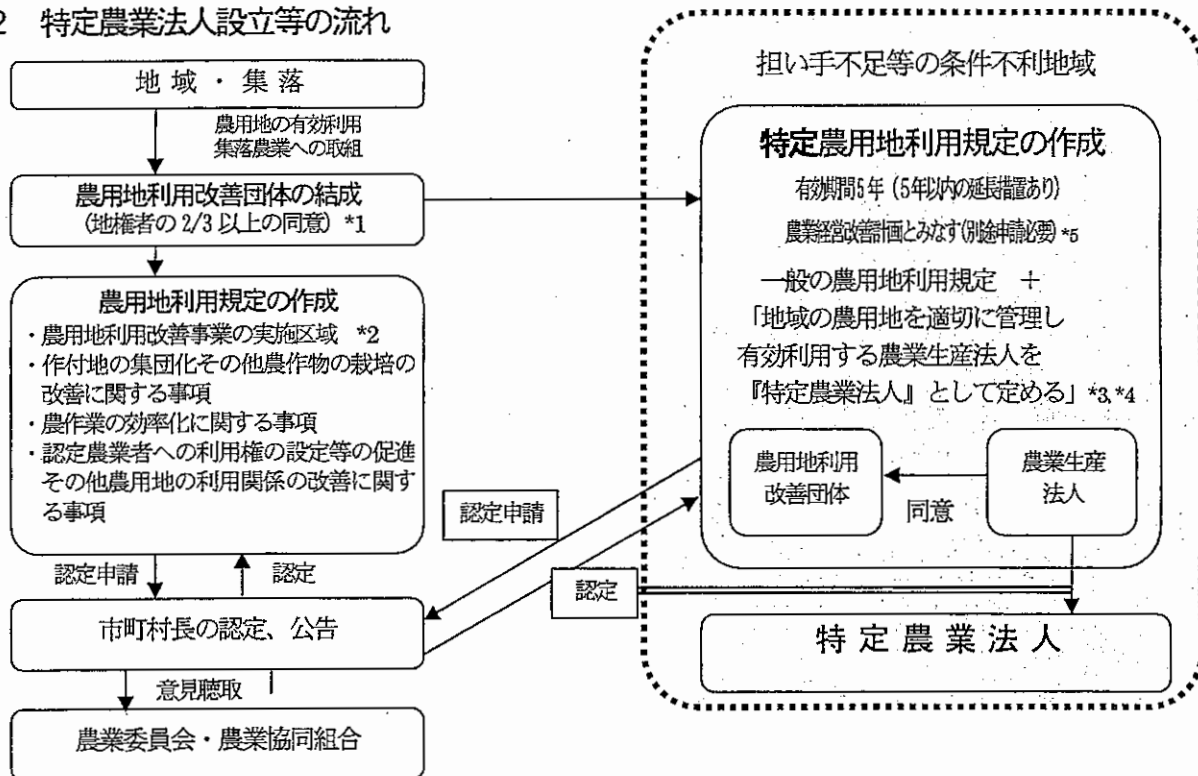 2 特定農業法人設立等の流れ
地域・集落
農用地の有効利用
集落農業への取組
農用地利用改善団体の結成
(地権者の 2/3 以上の同意) *1
農用地利用規定の作成
・農用地利用改善事業の実施区域 *2
・作付地の集団化その他農作物の栽培の
改善に関する事項
・農作業の効率化に関する事項
・認定農業者への利用権の設定等の促進
その他農用地の利用関係の改善に関す
る事項
認定申請
認定
市町村長の認定、公告
意見聴取
農業委員会・農業協同組合
認定申請
認定
担い手不足等の条件不利地域
特定農用地利用規定の作成
有効期間5年(5年以内の延長措置あり)
農業経営改善計画とみなす(別途申請必要)*5
一般の農用地利用規定 +
「地域の農用地を適切に管理し
有効利用する農業生産法人を
『特定農業法人』として定める」*3,*4
農用地利用
改善団体
同意
農業生産
法人
特定農業法人